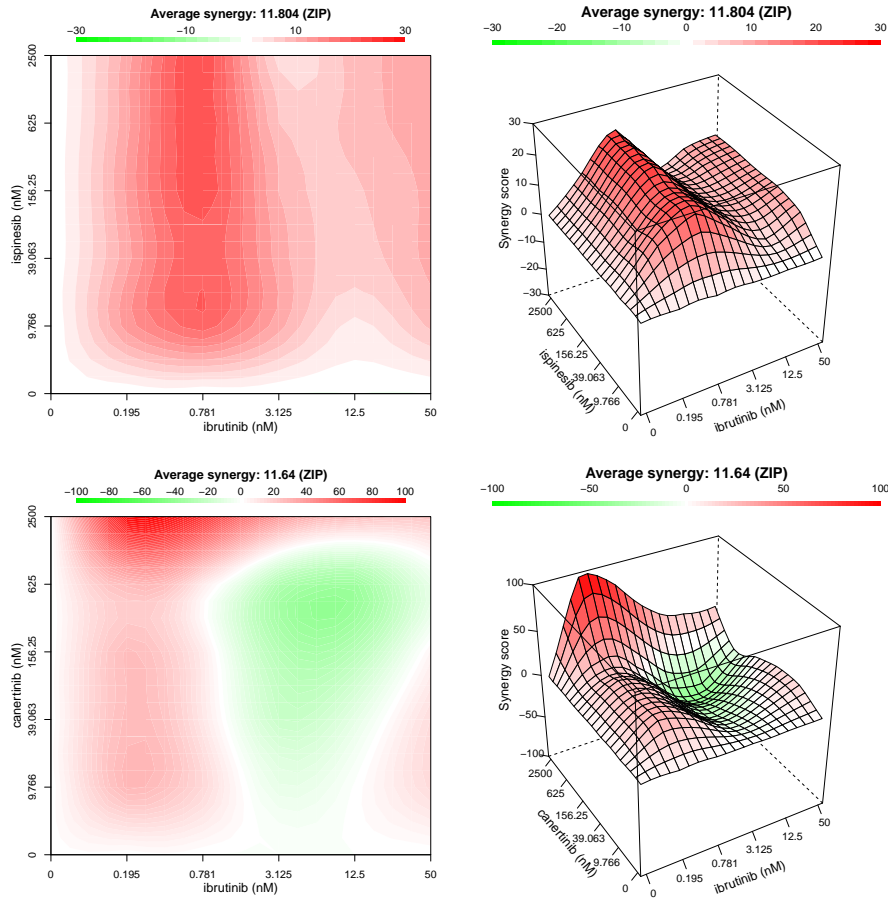 Average synergy: 11.804 (ZIP)
−30 −10 10 30
2500
625
156.25
39.063
9.766
0
ispinesib (nM)
0 0.195 0.781 3.125 12.5 50
ibrutinib (nM)
Average synergy: 11.804 (ZIP)
−30 −20 −10 0 10 20 30
30
20
10
0
−10
−20
−30
Synergy score
2500
625
156.25
39.063
9.766
0
ispinesib (nM)
0
0.195
0.781
3.125
12.5
50
ibrutinib (nM)
Average synergy: 11.64 (ZIP)
−100 −80 −60 −40 −20 0 20 40 60 80 100
2500
625
156.25
39.063
9.766
0
canertinib (nM)
0 0.195 0.781 3.125 12.5 50
ibrutinib (nM)
Average synergy: 11.64 (ZIP)
−100 −50 0 50 100
100
50
0
−50
−100
Synergy score
2500
625
156.25
39.063
9.766
0
canertinib (nM)
0
0.195
0.781
3.125
12.5
50
ibrutinib (nM)